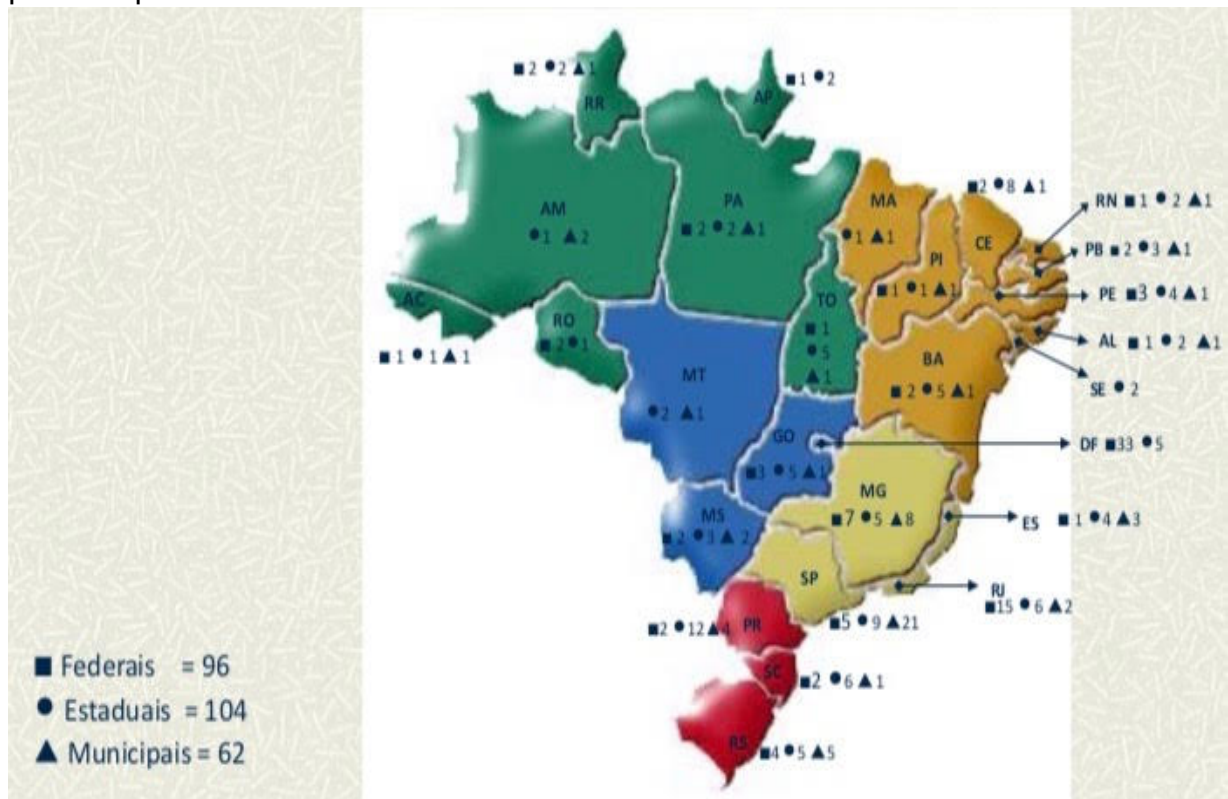 ■ 2 ● 2 ▲ 1
RR
■ 1 ● 2
AP
AM
● 1 ▲ 2
PA
■ 2 ● 2 ▲ 1
MA
● 1 ▲ 1
■ 2 ● 8 ▲ 1
CE
PI
■ 1 ● 1 ▲ 1
RN ■ 1 ● 2 ▲ 1
PB ■ 2 ● 3 ▲ 1
PE ■ 3 ● 4 ▲ 1
AL ■ 1 ● 2 ▲ 1
SE ● 2
AC
■ 1 ● 1 ▲ 1
RO
■ 2 ● 1
TO
■ 1
● 5
▲ 1
BA
■ 2 ● 5 ▲ 1
MT
● 2 ▲ 1
GO
■ 3 ● 5 ▲ 1
DF ■ 33 ● 5
MG
■ 7 ● 5 ▲ 8
ES ■ 1 ● 4 ▲ 3
MS
■ 2 ● 3 ▲ 2
SP
■ 5 ● 9 ▲ 21
RJ
■ 15 ● 6 ▲ 2
PR
■ 2 ● 12 ▲ 4
SC
■ 2 ● 6 ▲ 1
RS
■ 4 ● 5 ▲ 5
■ Federais = 96
● Estaduais = 104
▲ Municipais = 62